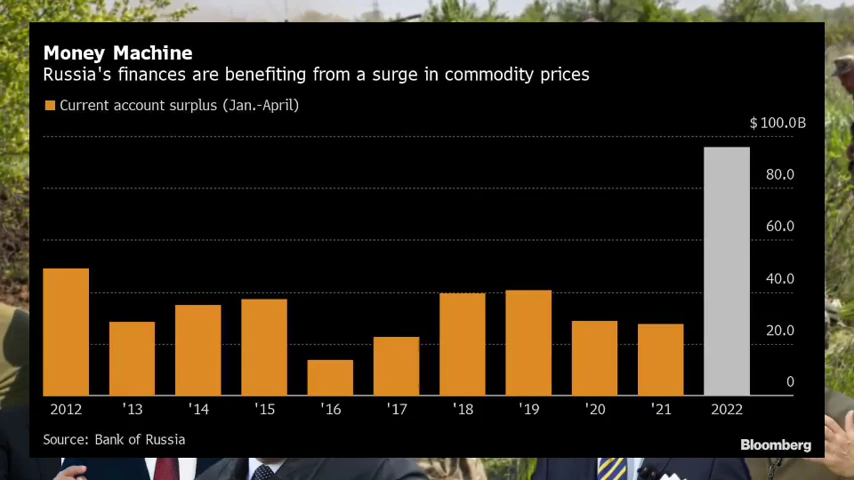 Money Machine
Russia's finances are benefiting from a surge in commodity prices
Current account surplus (Jan.-April)
$100.0B
80.0
60.0
40.0
20.0
0
2012 '13 '14 '15 '16 '17 '18 '19 '20 '21 2022
Source: Bank of Russia
Bloomberg